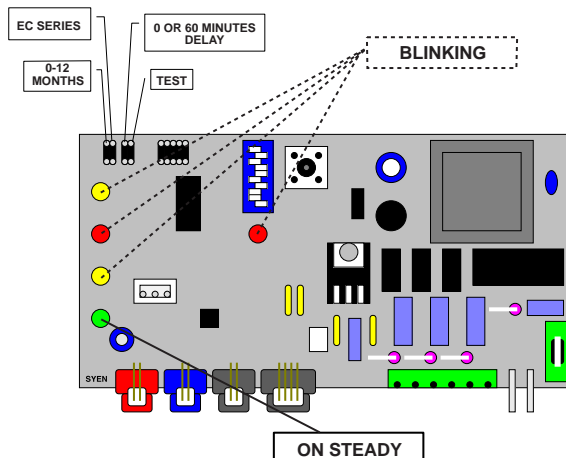 EC SERIES
0 OR 60 MINUTES
DELAY
BLINKING
0-12
MONTHS
TEST
SYEN
ON STEADY